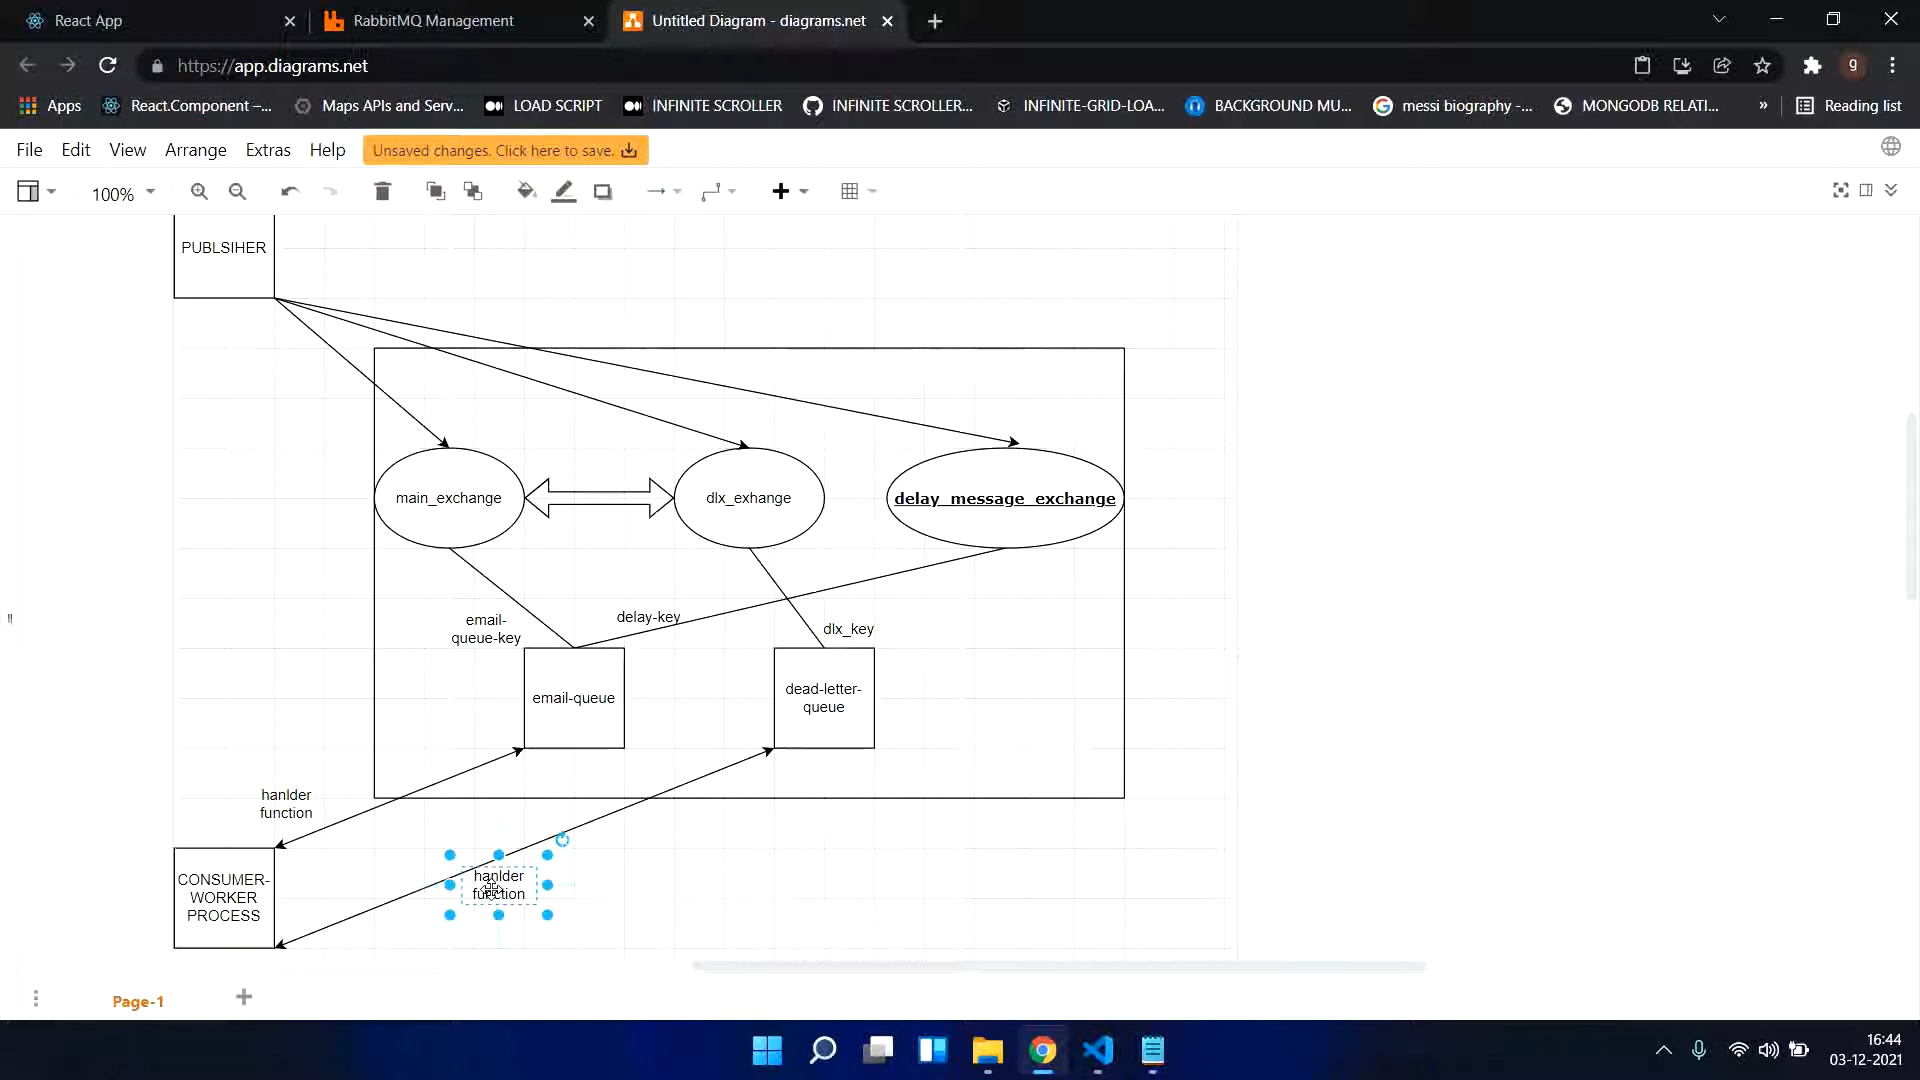 React App
RabbitMQ Management
Untitled Diagram - diagrams.net
https://app.diagrams.net
g
Apps
React.Component –...
Maps APIs and Serv...
LOAD SCRIPT
INFINITE SCROLLER
INFINITE SCROLLER...
INFINITE-GRID-LOA...
BACKGROUND MU...
messi biography -...
MONGODB RELATI...
»
Reading list
File
Edit
View
Arrange
Extras
Help
Unsaved changes. Click here to save.
100%
PUBLSIHER
main_exchange
dlx_exhange
delay_message_exchange
email-
queue-key
delay-key
dlx_key
email-queue
dead-letter-
queue
hanlder
function
CONSUMER-
WORKER
PROCESS
hanlder
function
Page-1
16:44
03-12-2021